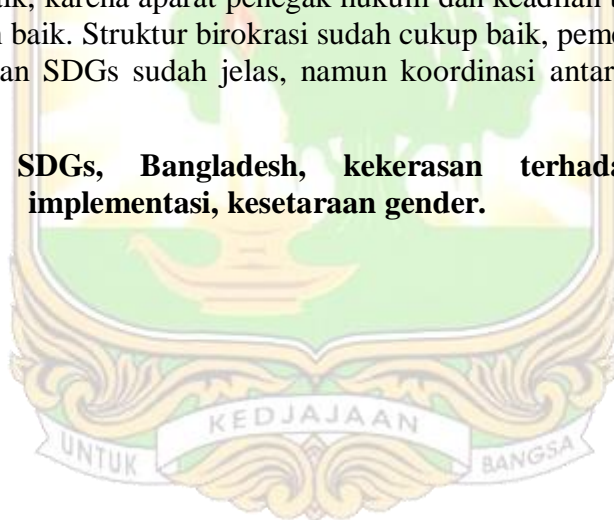 baik, karena aparat penegak hukum dan keadilan
baik. Struktur birokrasi sudah cukup baik,
SDGs sudah jelas, namun koordinasi antar
SDGs, Bangladesh, kekerasan
implementasi, kesetaraan gender.
KEDJAJAAN
UNTUK BANGSA